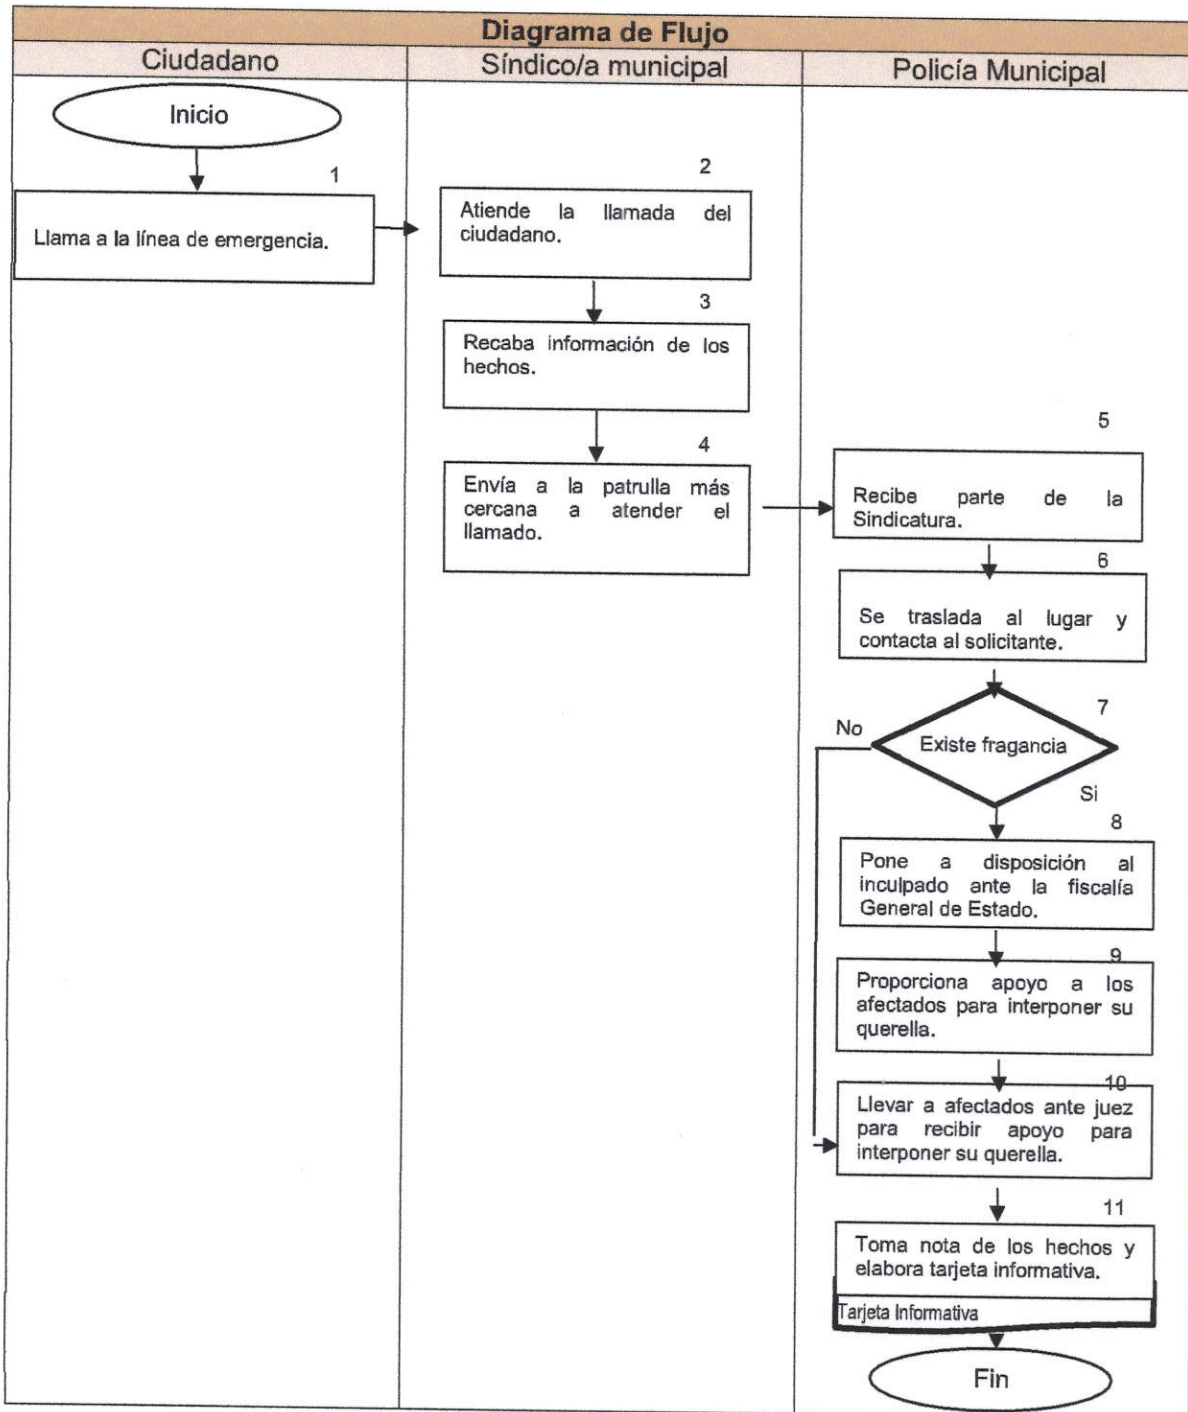 Diagrama de Flujo
Ciudadano
Síndico/a municipal
Policía Municipal
Inicio
1
Llama a la línea de emergencia.
2
Atiende la llamada del
ciudadano.
3
Recaba información de los
hechos.
4
Envía a la patrulla más
cercana a atender el
llamado.
5
Recibe parte de la
Sindicatura.
6
Se traslada al lugar y
contacta al solicitante.
7
No
Existe fragancia
Si
8
Pone a disposición al
inculpado ante la fiscalía
General de Estado.
9
Proporciona apoyo a los
afectados para interponer su
querella.
10
Llevar a afectados ante juez
para recibir apoyo para
interponer su querella.
11
Toma nota de los hechos y
elabora tarjeta informativa.
Tarjeta Informativa
Fin